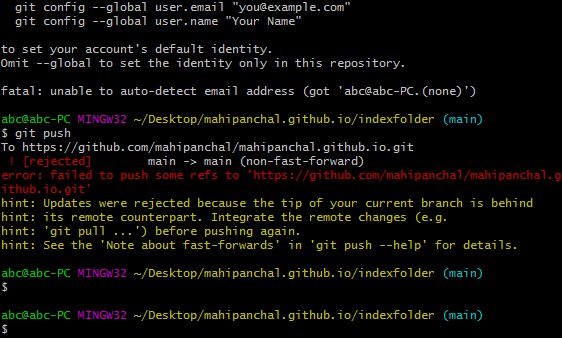 git config --global user.email "you@example.com"
git config --global user.name "Your Name"
to set your account's default identity.
Omit --global to set the identity only in this repository.
fatal: unable to auto-detect email address (got 'abc@abc-PC.(none)')
abc@abc-PC MINGW32 ~/Desktop/mahipanchal.github.io/indexfolder (main)
$ git push
To https://github.com/mahipanchal/mahipanchal.github.io.git
! [rejected]        main -> main (non-fast-forward)
error: failed to push some refs to 'https://github.com/mahipanchal/mahipanchal.g
ithub.io.git'
hint: Updates were rejected because the tip of your current branch is behind
hint: its remote counterpart. Integrate the remote changes (e.g.
hint: 'git pull ...') before pushing again.
hint: See the 'Note about fast-forwards' in 'git push --help' for details.
abc@abc-PC MINGW32 ~/Desktop/mahipanchal.github.io/indexfolder (main)
$
abc@abc-PC MINGW32 ~/Desktop/mahipanchal.github.io/indexfolder (main)
$